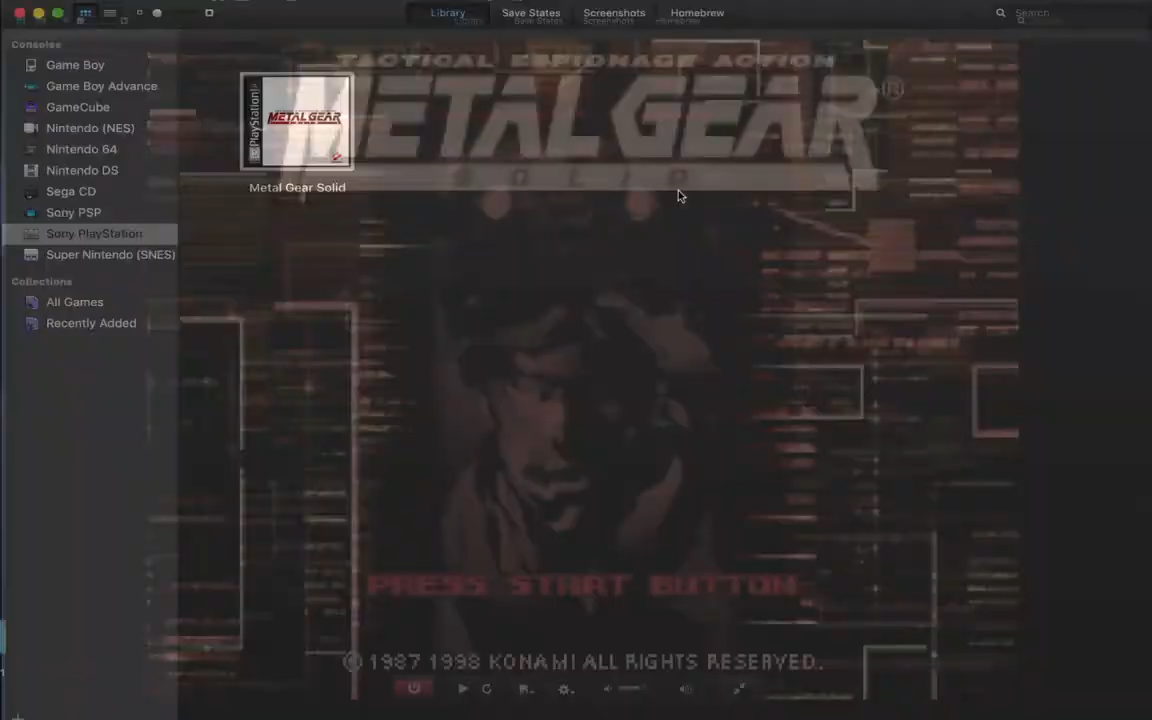 Library
Save States
Screenshots
Homebrew
Search
Consoles
Game Boy
Game Boy Advance
GameCube
Nintendo (NES)
Nintendo 64
Nintendo DS
Sega CD
Sony PSP
Sony PlayStation
Super Nintendo (SNES)
Collections
All Games
Recently Added
PlayStation
METAL GEAR
Metal Gear Solid
TACTICAL ESPIONAGE ACTION
METAL GEAR ®
SOLID
PRESS START BUTTON
© 1987 1998 KONAMI ALL RIGHTS RESERVED.